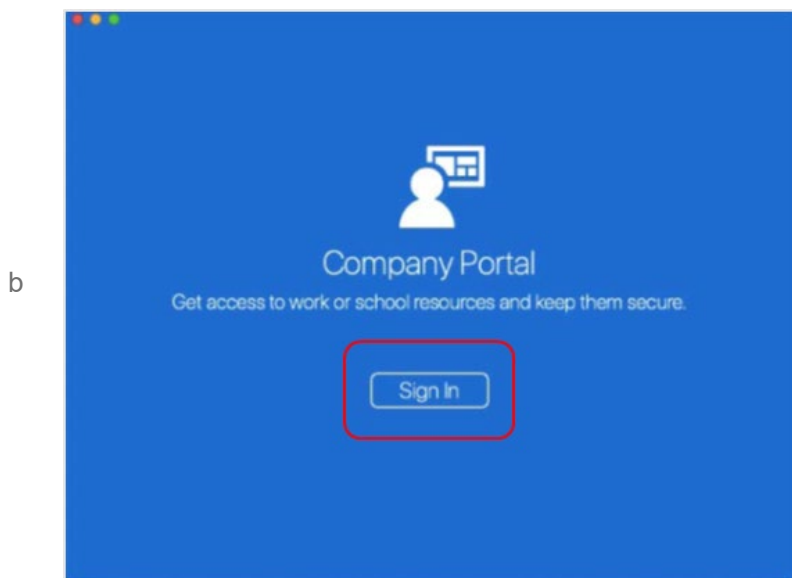 Company Portal
Get access to work or school resources and keep them secure.
b
Sign In